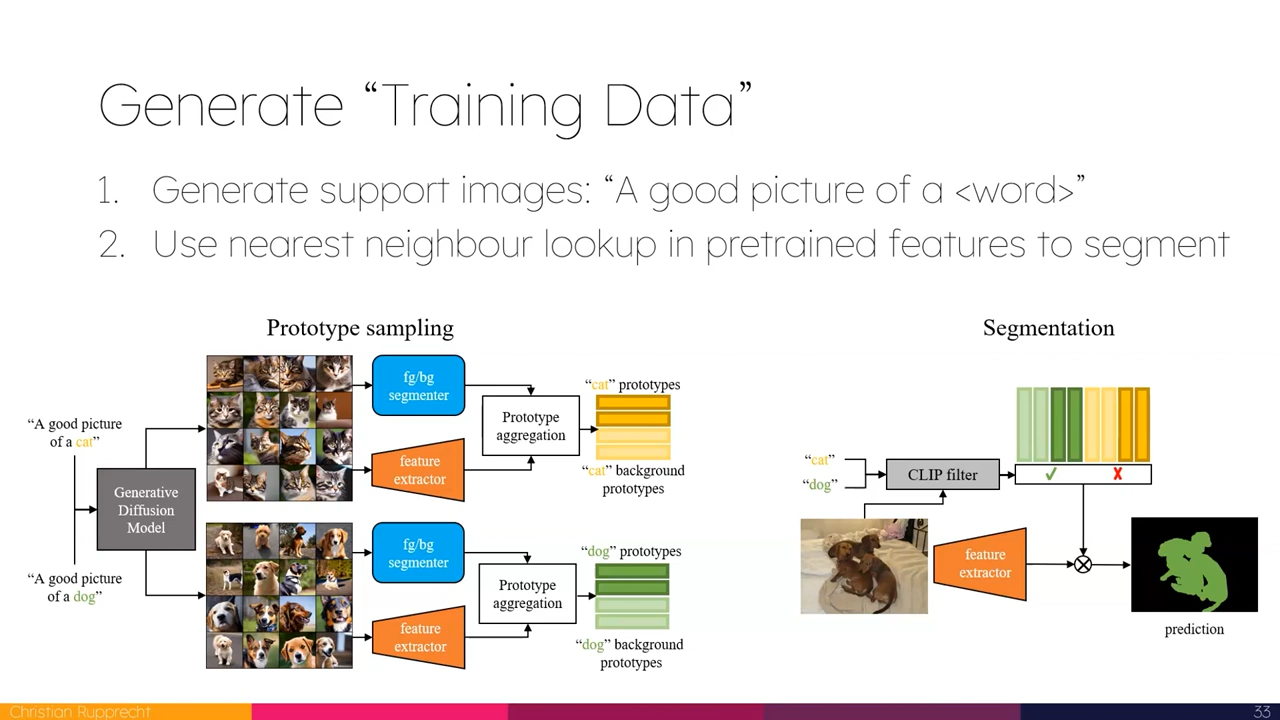 Generate “Training Data”
1. Generate support images: “A good picture of a <word>”
2. Use nearest neighbour lookup in pretrained features to segment
Prototype sampling
“A good picture
of a cat”
Generative
Diffusion
Model
“A good picture
of a dog”
fg/bg
segmenter
feature
extractor
Prototype
aggregation
“cat” prototypes
“cat” background
prototypes
fg/bg
segmenter
feature
extractor
Prototype
aggregation
“dog” prototypes
“dog” background
prototypes
Segmentation
“cat”
“dog”
CLIP filter
feature
extractor
prediction
Christian Rupprecht
33